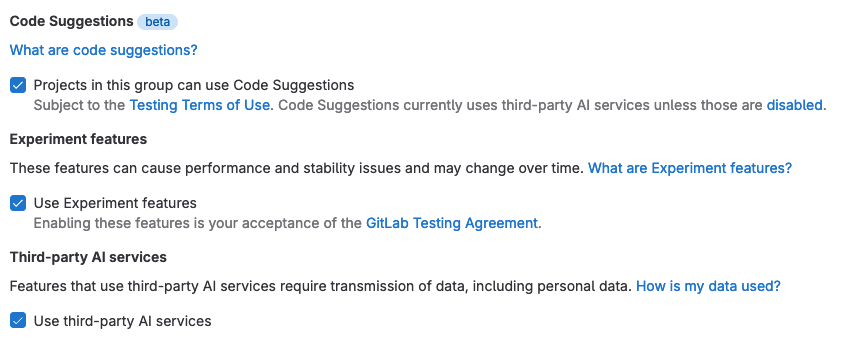 Code Suggestions beta
What are code suggestions?
Projects in this group can use Code Suggestions
Subject to the Testing Terms of Use. Code Suggestions currently uses third-party AI services unless those are disabled.
Experiment features
These features can cause performance and stability issues and may change over time. What are Experiment features?
Use Experiment features
Enabling these features is your acceptance of the GitLab Testing Agreement.
Third-party AI services
Features that use third-party AI services require transmission of data, including personal data. How is my data used?
Use third-party AI services